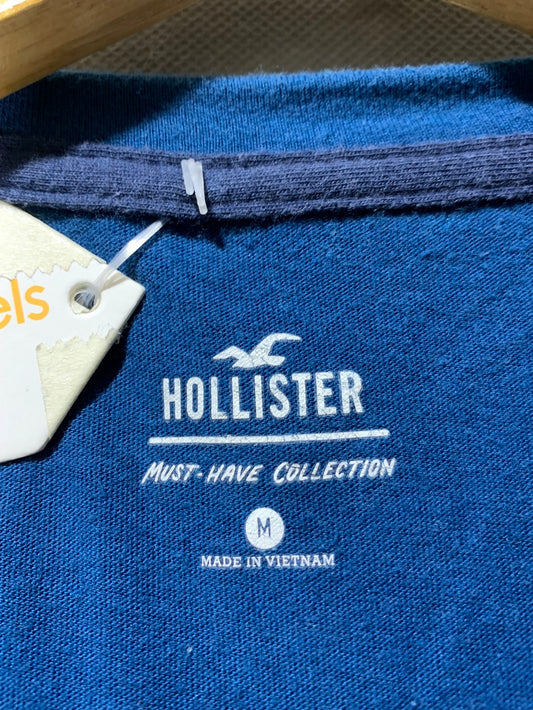 els
HOLLISTER
MUST-HAVE COLLECTION
M
MADE IN VIETNAM